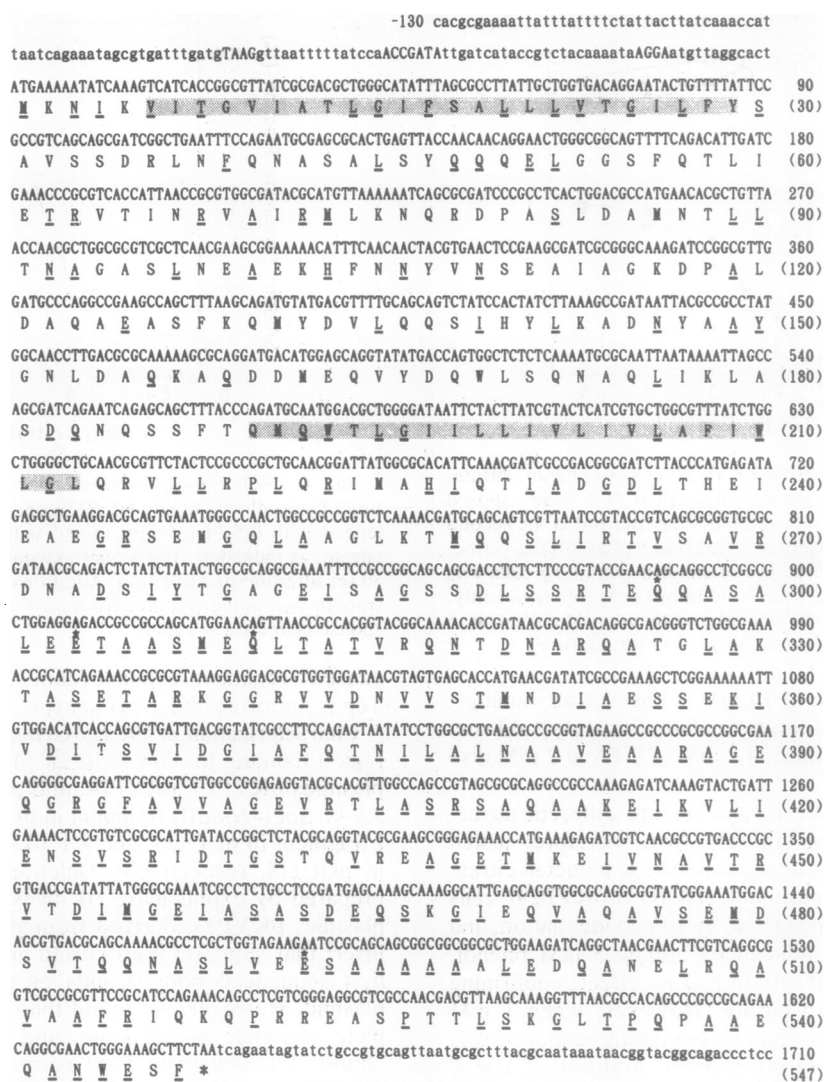 -130 cacgcgaaaattatttattttctattacttatcaaaccat
taatcagaaatagcgtgatttgatgTAAGgttaatttttatccaACCGATAttgatcataccgtctacaaaataAGGAatgttaggcact
ATGAAAAATATCAAAGTCATCACCGGCGTTATCGCGACGCTGGGCATATTTAGCGCCTTATTGCTGGTGACAGGAATACTGTTTTATTCC 90
M K N I K V I T G V I A T L G I F S A L L L V T G I L F Y S (30)
GCCGTCAGCAGCGATCGGCTGAATTTCCAGAATGCGAGCGCACTGAGTTACCAACAACAGGAACTGGGCGGCAGTTTTCAGACATTGATC 180
A V S S D R L N F Q N A S A L S Y Q Q Q E L G G S F Q T L I (60)
GAAACCCGCGTCACCATTAACCGCGTGGCGATACGCATGTTAAAAAATCAGCGCGATCCCGCCTCACTGGACGCCATGAACACGCTGTTA 270
E T R V T I N R V A I R M L K N Q R D P A S L D A M N T L L (90)
ACCAACGCTGGCGCGTCGCTCAACGAAGCGGAAAAACATTTCAACAACTACGTGAACTCCGAAGCGATCGCGGGCAAAGATCCGGCGTTG 360
T N A G A S L N E A E K H F N N Y V N S E A I A G K D P A L (120)
GATGCCCAGGCCGAAGCCAGCTTTAAGCAGATGTATGACGTTTTGCAGCAGTCTATCCACTATCTTAAAGCCGATAATTACGCCGCCTAT 450
D A Q A E A S F K Q M Y D V L Q Q S I H Y L K A D N Y A A Y (150)
GGCAACCTTGACGCGCAAAAAGCGCAGGATGACATGGAGCAGGTATATGACCAGTGGCTCTCTCAAAATGCGCAATTAATAAAATTAGCC 540
G N L D A Q K A Q D D M E Q V Y D Q W L S Q N A Q L I K L A (180)
AGCGATCAGAATCAGAGCAGCTTTACCCAGATGCAATGGACGCTGGGGATAATTCTACTTATCGTACTCATCGTGCTGGCGTTTATCTGG 630
S D Q N Q S S F T Q M Q W T L G I I L L I V L I V L A F I W (210)
CTGGGGCTGCAACGCGTTCTACTCCGCCCGCTGCAACGGATTATGGCGCACATTCAAACGATCGCCGACGGCGATCTTACCCATGAGATA 720
L G L Q R V L L R P L Q R I M A H I Q T I A D G D L T H E I (240)
GAGGCTGAAGGACGCAGTGAAATGGGCCAACTGGCCGCCGGTCTCAAAACGATGCAGCAGTCGTTAATCCGTACCGTCAGCGCGGTGCGC 810
E A E G R S E M G Q L A A G L K T M Q Q S L I R T V S A V R (270)
GATAACGCAGACTCTATCTATACTGGCGCAGGCGAAATTTCCGCCGGCAGCAGCGACCTCTCTTCCCGTACCGAACAGCAGGCCTCGGCG 900
D N A D S I Y T G A G E I S A G S S D L S S R T E Q Q A S A (300)
CTGGAGGAGACCGCCGCCAGCATGGAACAGTTAACCGCCACGGTACGGCAAAACACCGATAACGCACGACAGGCGACGGGTCTGGCGAAA 990
L E E T A A S M E Q L T A T V R Q N T D N A R Q A T G L A K (330)
ACCGCATCAGAAACCGCGCGTAAAGGAGGACGCGTGGTGGATAACGTAGTGAGCACCATGAACGATATCGCCGAAAGCTCGGAAAAAATT 1080
T A S E T A R K G G R V V D N V V S T M N D I A E S S E K I (360)
GTGGACATCACCAGCGTGATTGACGGTATCGCCTTCCAGACTAATATCCTGGCGCTGAACGCCGCGGTAGAAGCCGCCCGCGCCGGCGAA 1170
V D I T S V I D G I A F Q T N I L A L N A A V E A A R A G E (390)
CAGGGGCGAGGATTCGCGGTCGTGGCCGGAGAGGTACGCACGTTGGCCAGCCGTAGCGCGCAGGCCGCCAAAGAGATCAAAGTACTGATT 1260
Q G R G F A V V A G E V R T L A S R S A Q A A K E I K V L I (420)
GAAAACTCCGTGTCGCGCATTGATACCGGCTCTACGCAGGTACGCGAAGCGGGAGAAACCATGAAAGAGATCGTCAACGCCGTGACCCGC 1350
E N S V S R I D T G S T Q V R E A G E T M K E I V N A V T R (450)
GTGACCGATATTATGGGCGAAATCGCCTCTGCCTCCGATGAGCAAAGCAAAGGCATTGAGCAGGTGGCGCAGGCGGTATCGGAAATGGAC 1440
V T D I M G E I A S A S D E Q S K G I E Q V A Q A V S E M D (480)
AGCGTGACGCAGCAAAACGCCTCGCTGGTAGAAGAATCCGCAGCAGCGGCGGCGGCGCTGGAAGATCAGGCTAACGAACTTCGTCAGGCG 1530
S V T Q Q N A S L V E E S A A A A A A L E D Q A N E L R Q A (510)
GTCGCCGCGTTCCGCATCCAGAAACAGCCTCGTCGGGAGGCGTCGCCAACGACGTTAAGCAAAGGTTTAACGCCACAGCCCGCCGCAGAA 1620
V A A F R I Q K Q P R R E A S P T T L S K G L T P Q P A A E (540)
CAGGCGAACTGGGAAAGCTTCTAAtcagaatagtatctgccgtgcagttaatgcgctttacgcaataaataacggtacggcagaccctcc 1710
Q A N W E S F * (547)